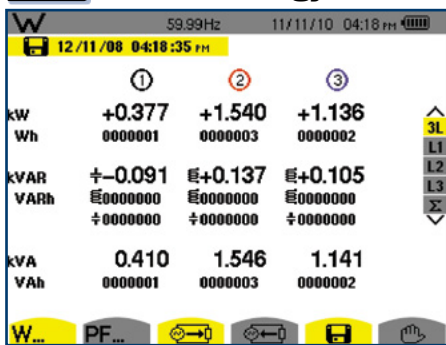 W 59.99Hz 11/11/10 04:18 PM
12/11/08 04:18:35 PM
1 2 3
kW +0.377 +1.540 +1.136
Wh 0000001 0000003 0000002
3L
L1
kVAR -0.091 +0.137 +0.105
L2
VARh 0000000 0000000 0000000
L3
0000000 0000000 0000000
Σ
kVA 0.410 1.546 1.141
VAh 0000001 0000003 0000002
W... PF...